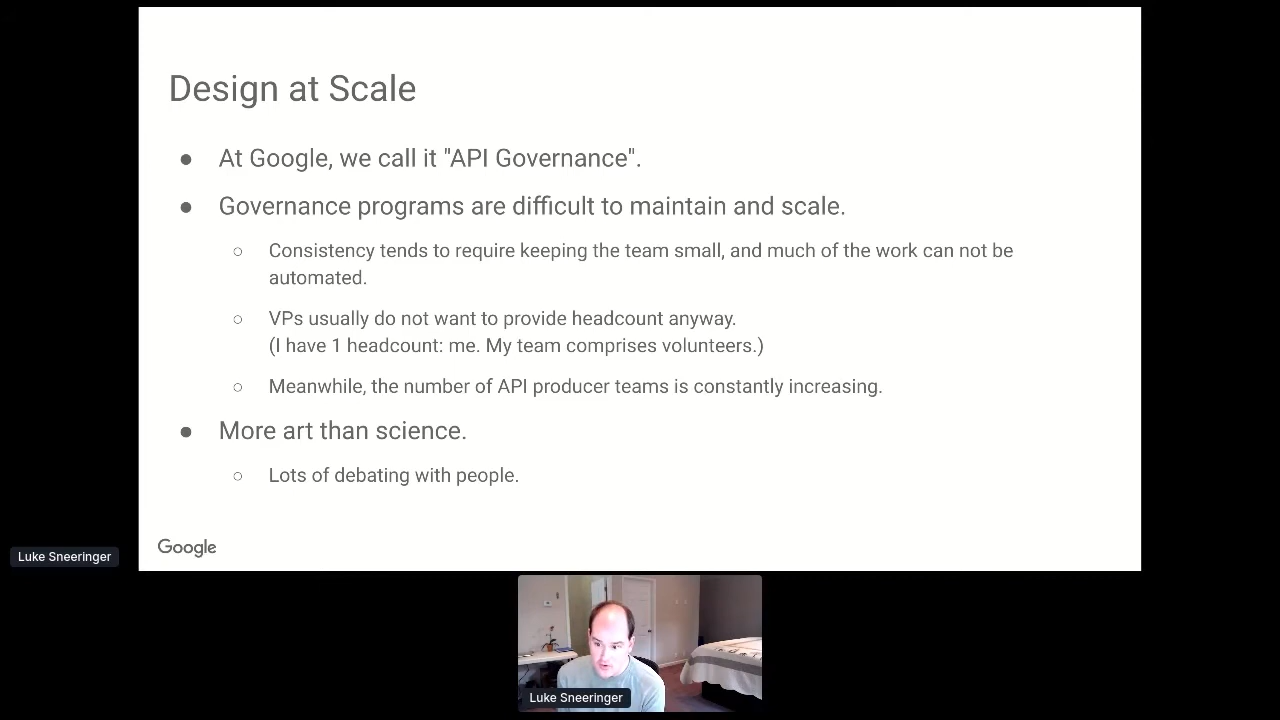 Design at Scale
● At Google, we call it "API Governance".
● Governance programs are difficult to maintain and scale.
○ Consistency tends to require keeping the team small, and much of the work can not be
automated.
○ VPs usually do not want to provide headcount anyway.
(I have 1 headcount: me. My team comprises volunteers.)
○ Meanwhile, the number of API producer teams is constantly increasing.
● More art than science.
○ Lots of debating with people.
Google
Luke Sneeringer
Luke Sneeringer